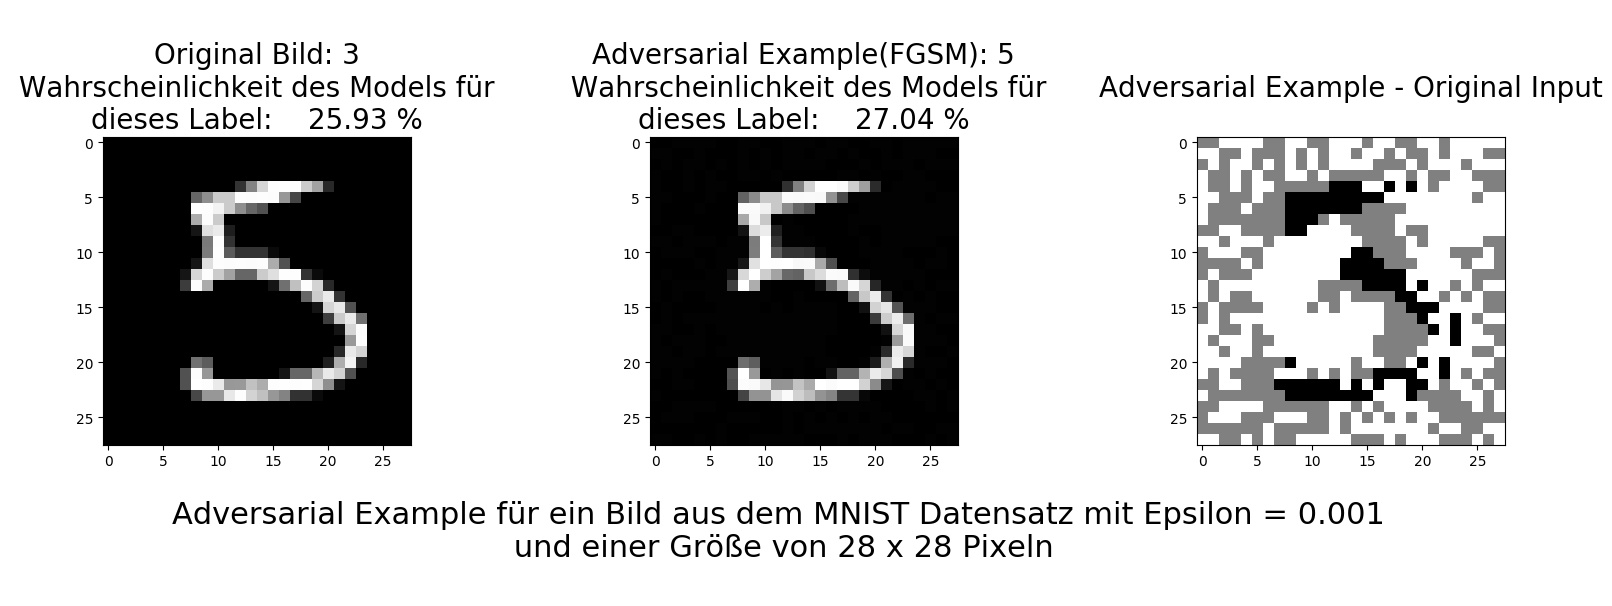 Original Bild: 3
Wahrscheinlichkeit des Models für
dieses Label: 25.93 %
0
5
10
15
20
25
0 5 10 15 20 25
Adversarial Example(FGSM): 5
Wahrscheinlichkeit des Models für
dieses Label: 27.04 %
0
5
10
15
20
25
0 5 10 15 20 25
Adversarial Example - Original Input
0
5
10
15
20
25
0 5 10 15 20 25
Adversarial Example für ein Bild aus dem MNIST Datensatz mit Epsilon = 0.001
und einer Größe von 28 x 28 Pixeln